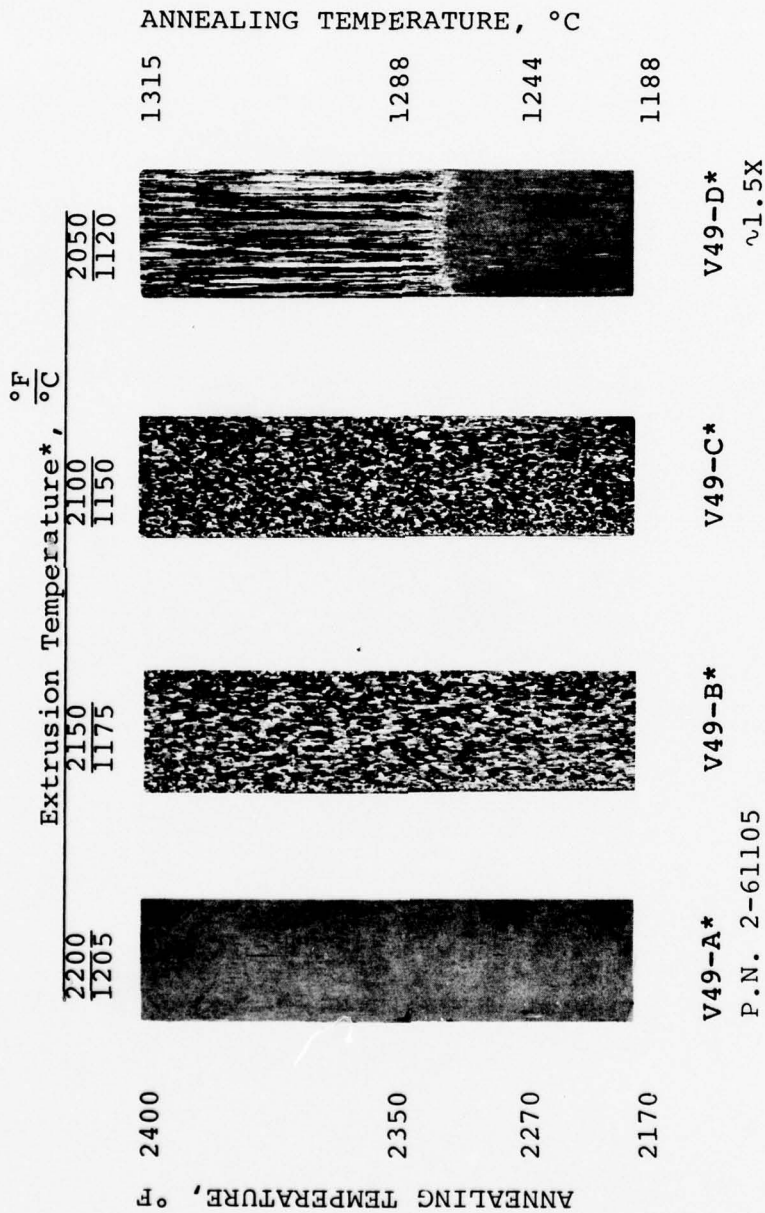 Extrusion Temperature*, °F
°C
2200 2150 2100 2050
1205 1175 1150 1120
ANNEALING TEMPERATURE, °F
2400
2350
2270
2170
ANNEALING TEMPERATURE, °C
1315
1288
1244
1188
V49-A* V49-B* V49-C* V49-D*
P.N. 2-61105 ~1.5X